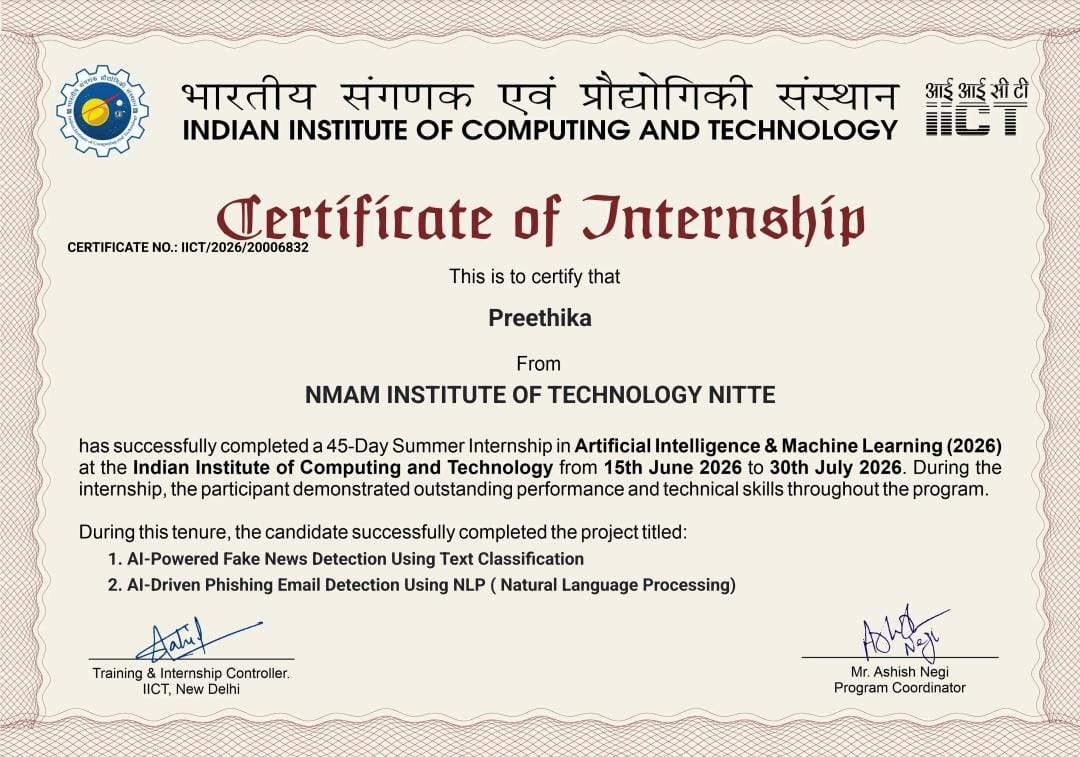 भारतीय संगणक एवं प्रौद्योगिकी संस्थान
INDIAN INSTITUTE OF COMPUTING AND TECHNOLOGY
आई आई सी टी
IICT
Certificate of Internship
CERTIFICATE NO.: IICT/2026/20006832
This is to certify that
Preethika
From
NMAM INSTITUTE OF TECHNOLOGY NITTE
has successfully completed a 45-Day Summer Internship in Artificial Intelligence & Machine Learning (2026)
at the Indian Institute of Computing and Technology from 15th June 2026 to 30th July 2026. During the
internship, the participant demonstrated outstanding performance and technical skills throughout the program.
During this tenure, the candidate successfully completed the project titled:
1. AI-Powered Fake News Detection Using Text Classification
2. AI-Driven Phishing Email Detection Using NLP ( Natural Language Processing)
Training & Internship Controller.
IICT, New Delhi
Ashish
Negi
Mr. Ashish Negi
Program Coordinator